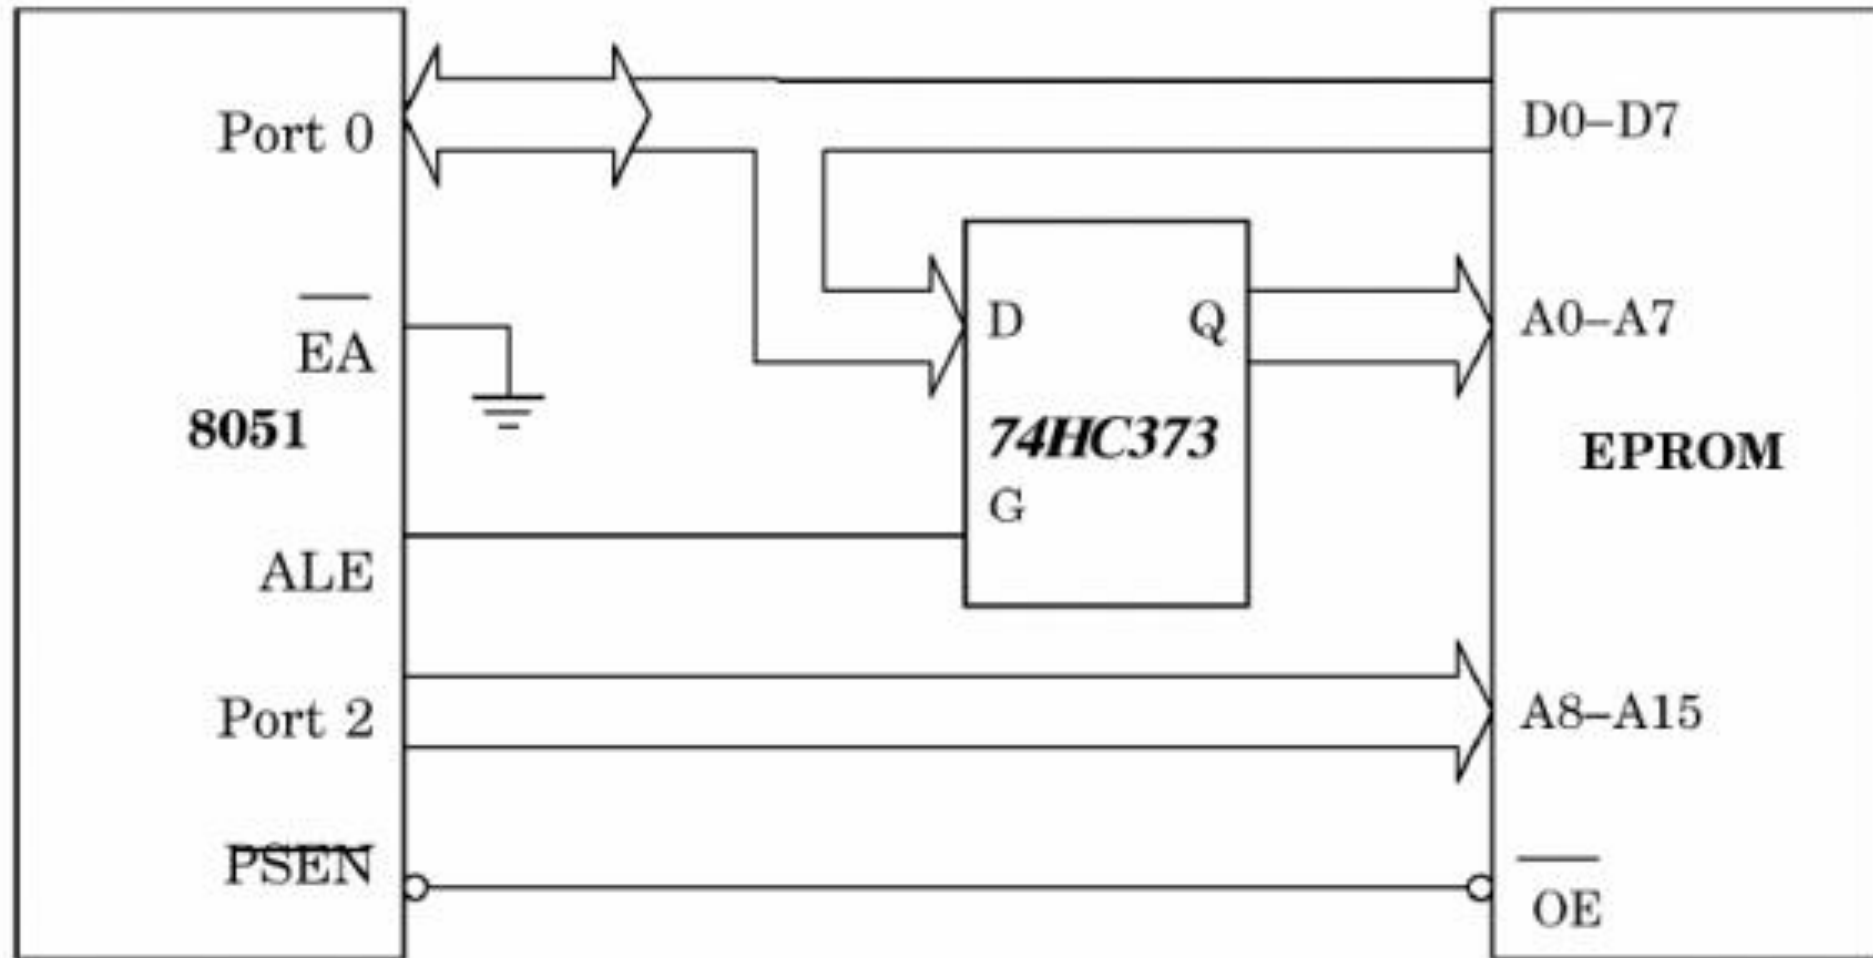 Port 0
D0–D7
EA
D
Q
A0–A7
8051
74HC373
EPROM
G
ALE
Port 2
A8–A15
PSEN
OE